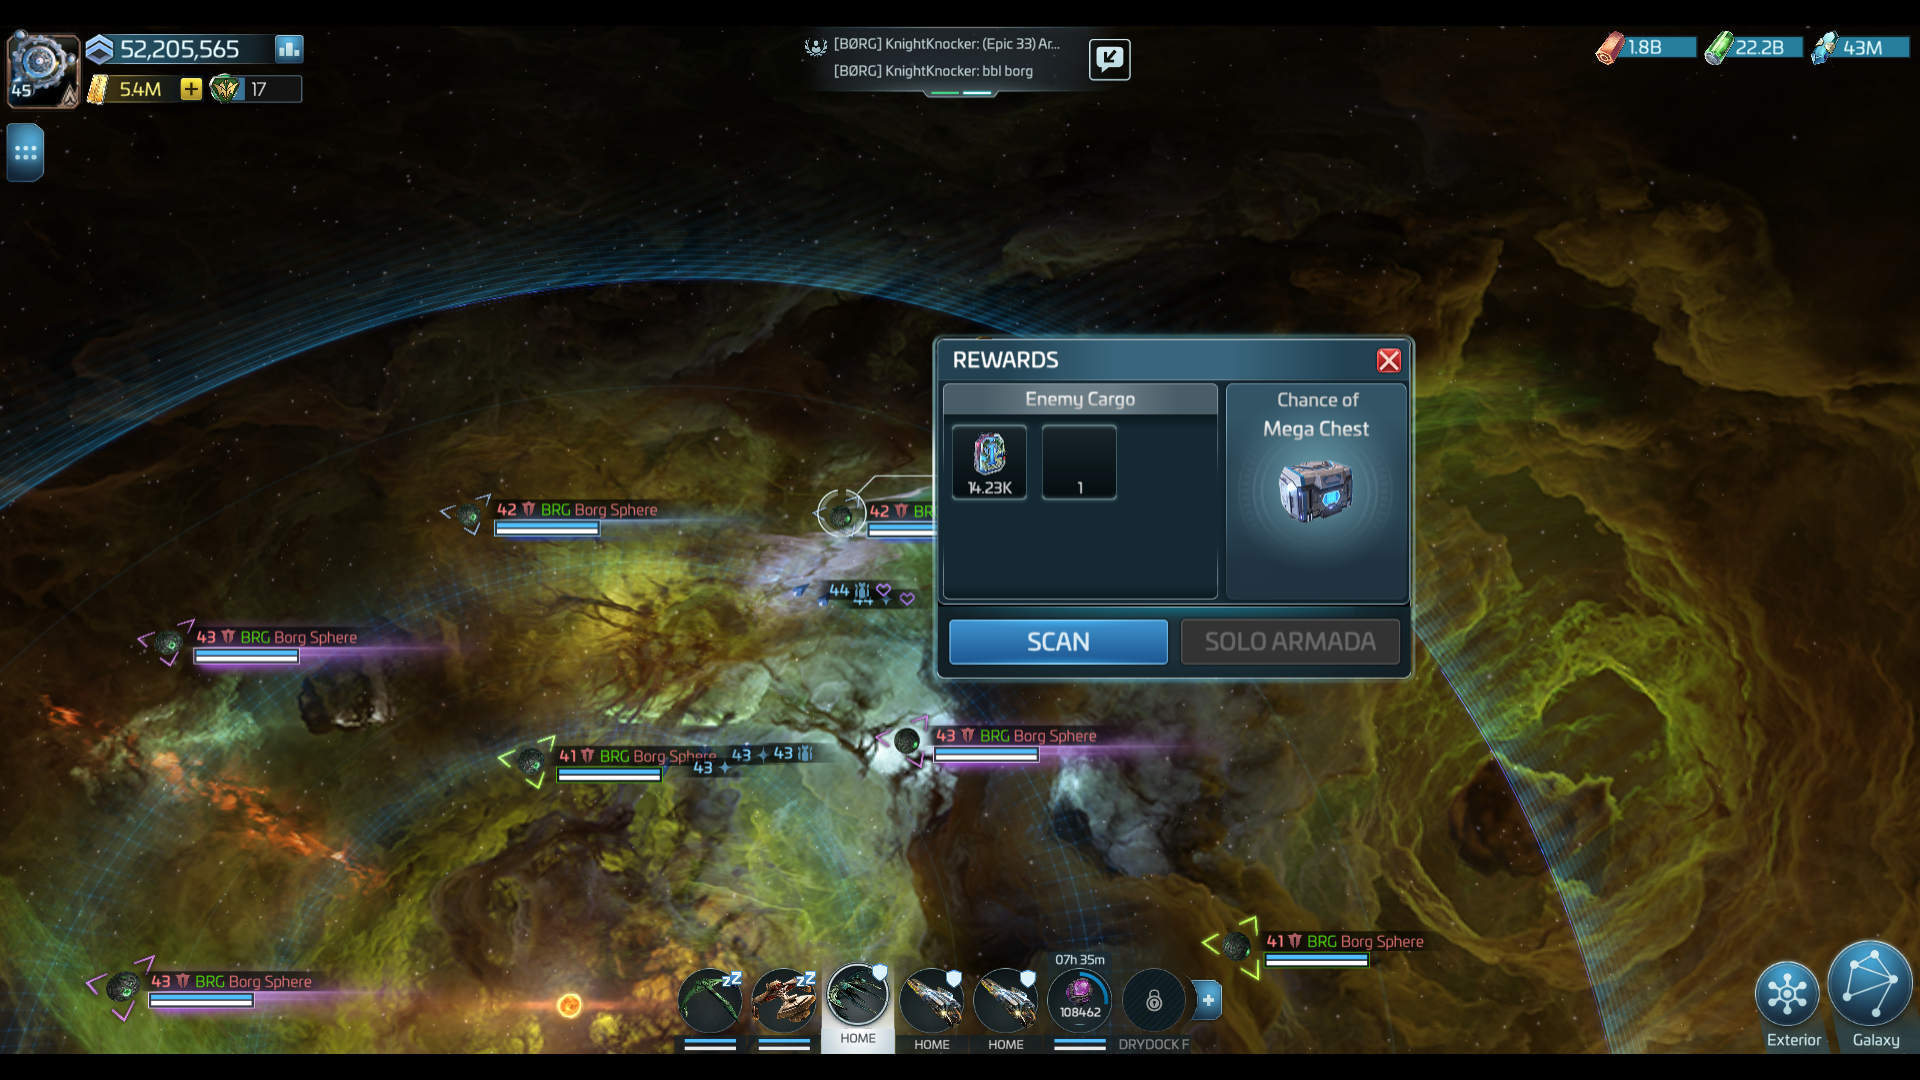 52,205,565
45
5.4M
17
[BØRG] KnightKnocker: (Epic 33) Ar...
[BØRG] KnightKnocker: bbl borg
1.8B
22.2B
43M
REWARDS
Enemy Cargo
14.23K
1
Chance of
Mega Chest
SCAN
SOLO ARMADA
42 BRG Borg Sphere
42 BR
44
44
43 BRG Borg Sphere
43 BRG Borg Sphere
41 BRG Borg Sphere
43 43
43
41 BRG Borg Sphere
43 BRG Borg Sphere
zZ
zZ
07h 35m
108462
HOME
HOME
HOME
DRYDOCK F
Exterior
Galaxy